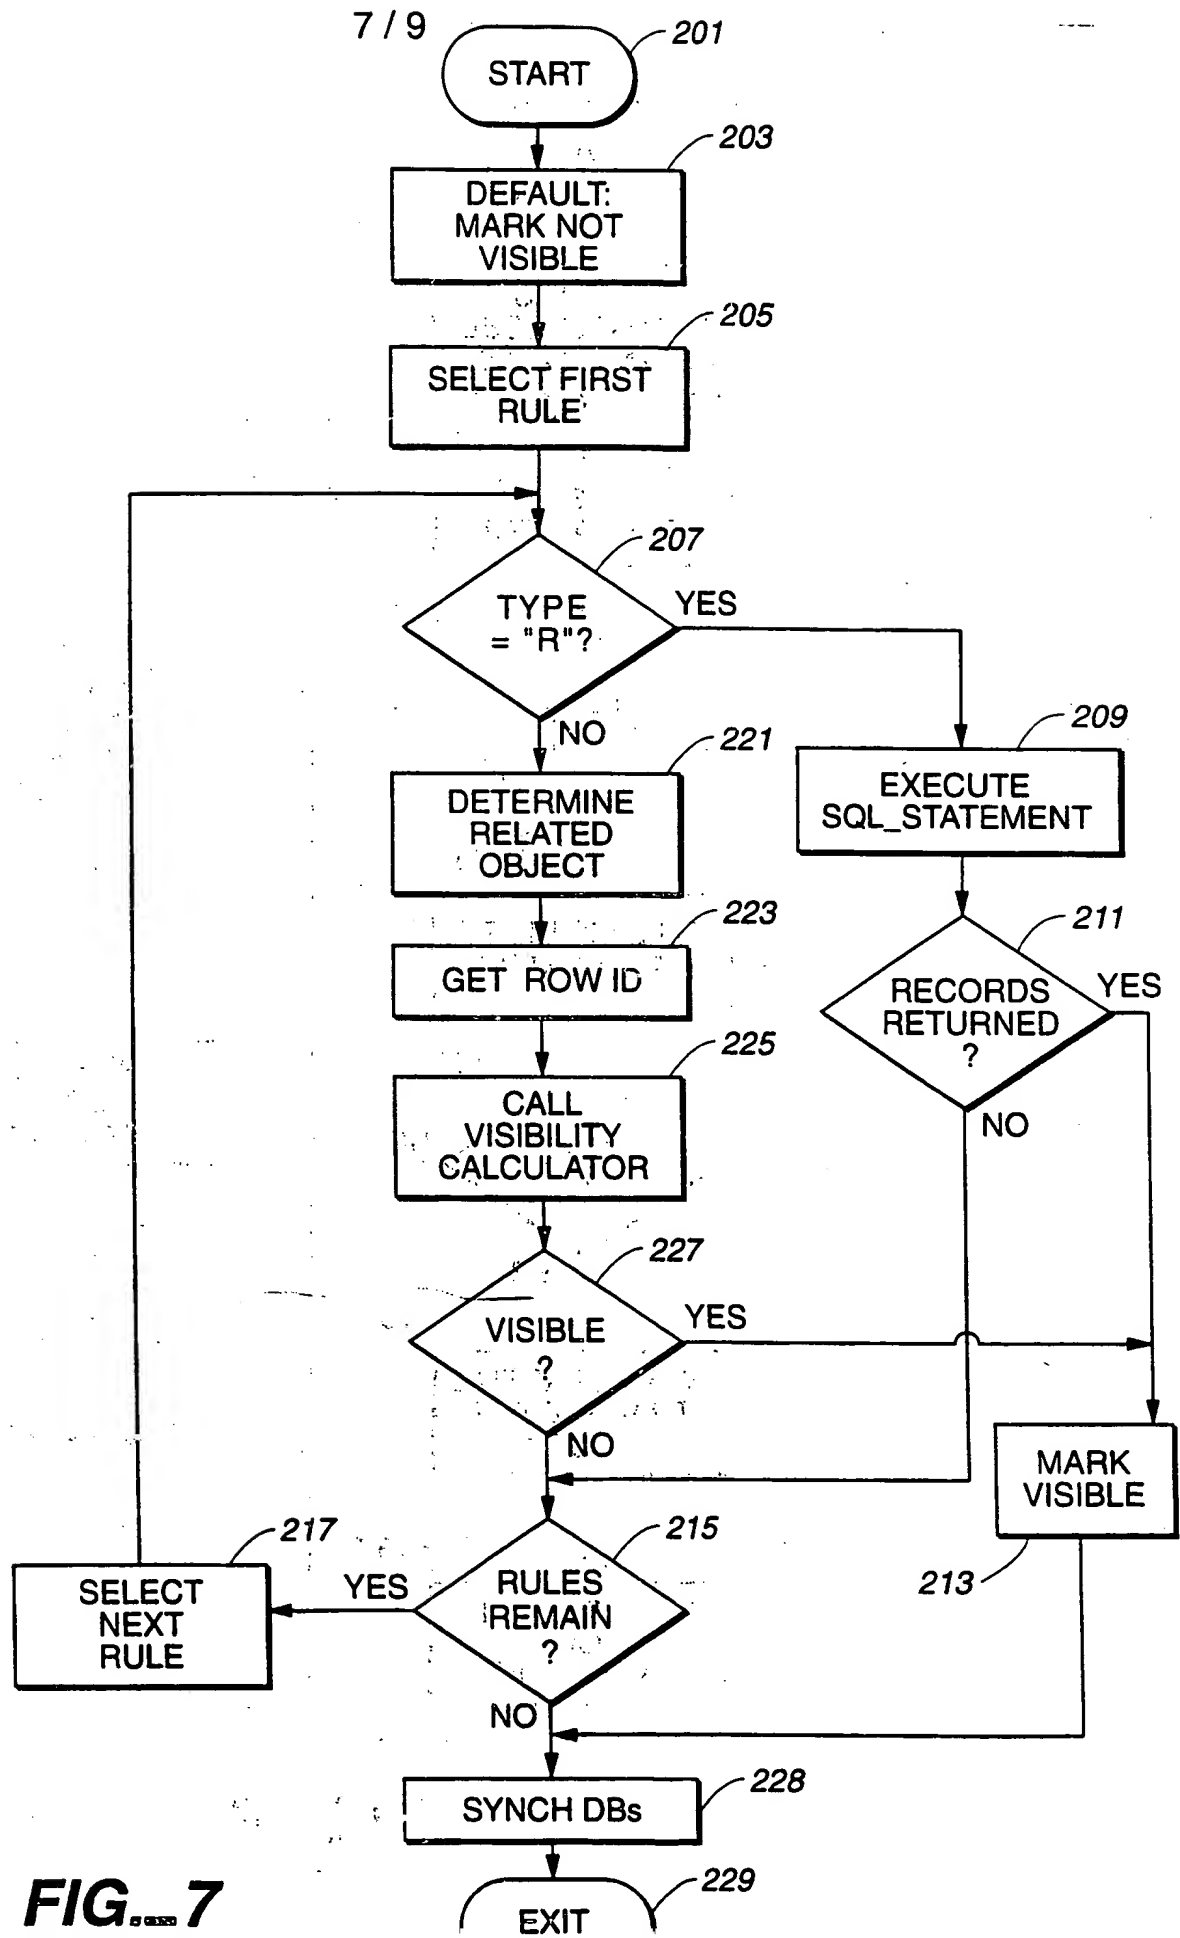 7 / 9
START
201
203
DEFAULT:
MARK NOT
VISIBLE
205
SELECT FIRST
RULE
207
TYPE
= "R"?
YES
NO
209
EXECUTE
SQL_STATEMENT
221
DETERMINE
RELATED
OBJECT
211
RECORDS
RETURNED
?
YES
NO
223
GET ROW ID
225
CALL
VISIBILITY
CALCULATOR
227
VISIBLE
?
YES
NO
MARK
VISIBLE
213
215
RULES
REMAIN
?
YES
NO
217
SELECT
NEXT
RULE
228
SYNCH DBs
229
EXIT
FIG._7